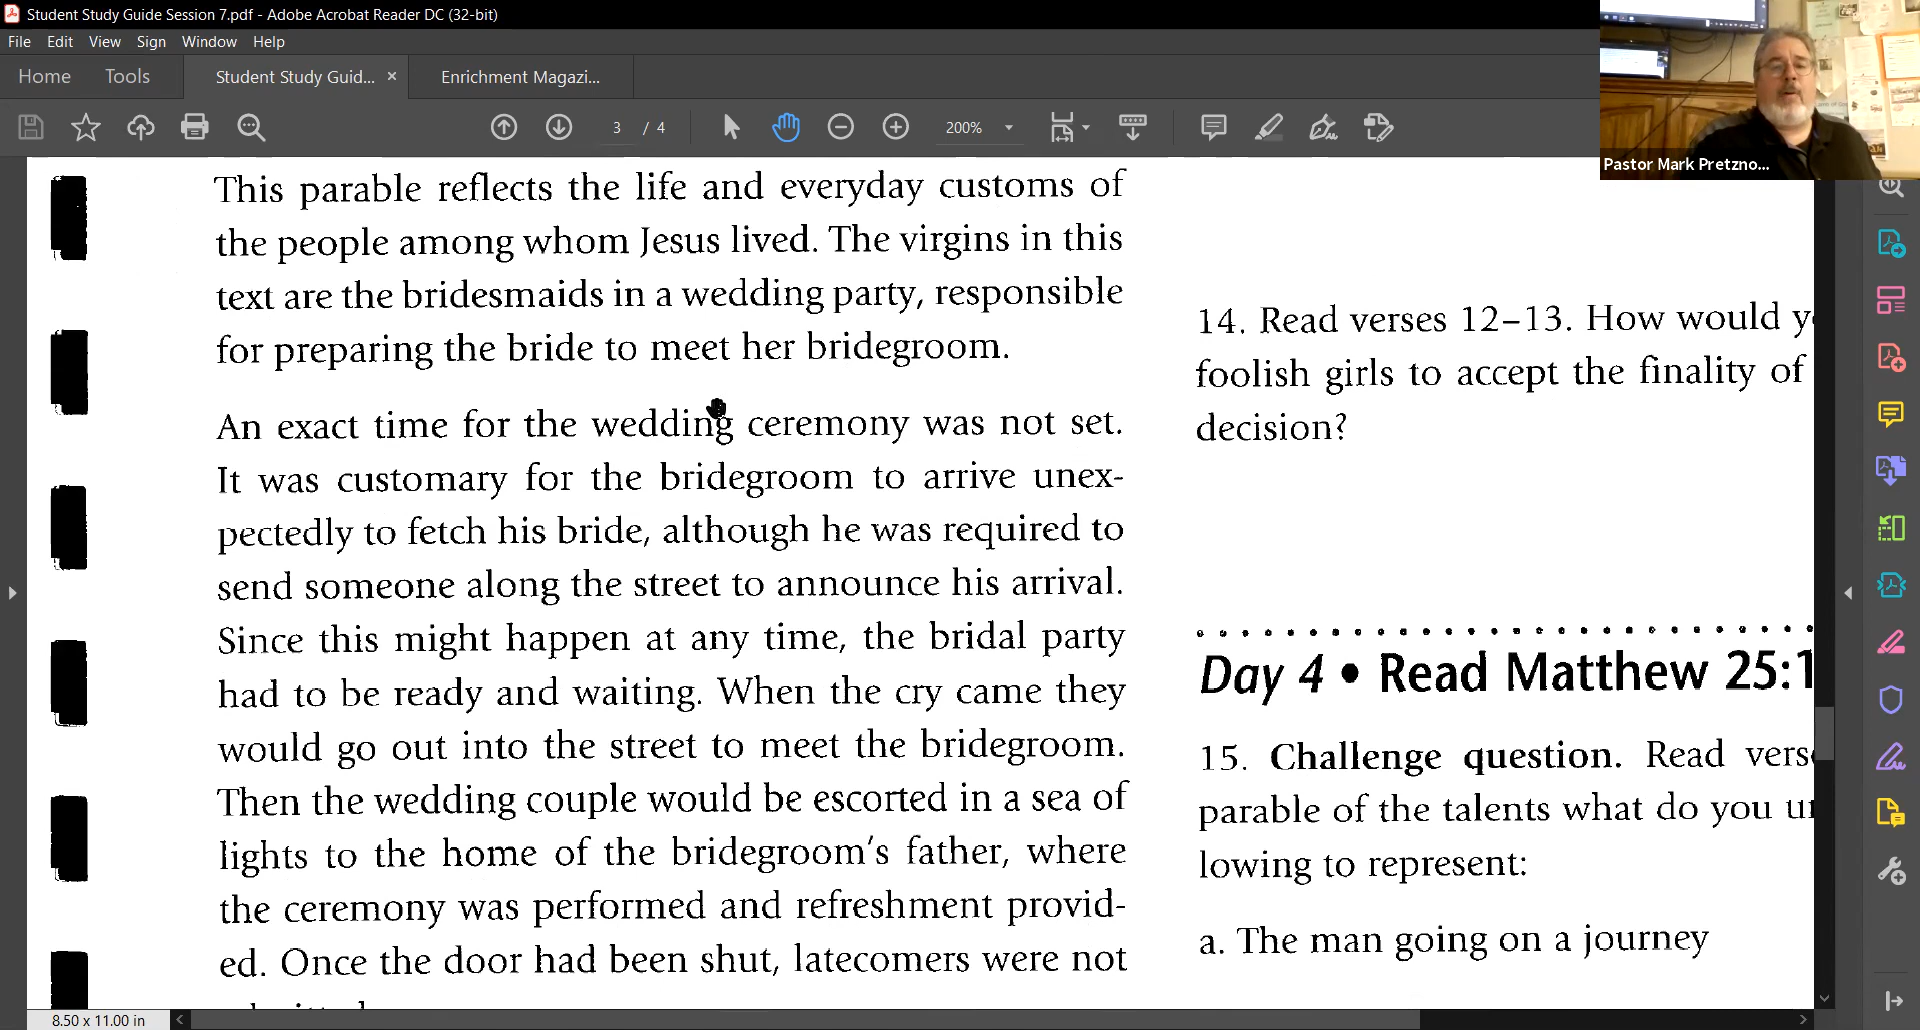 Student Study Guide Session 7.pdf - Adobe Acrobat Reader DC (32-bit)
File Edit View Sign Window Help
Home Tools Student Study Guid... × Enrichment Magazi...
3 / 4 200%
Pastor Mark Pretzno...
This parable reflects the life and everyday customs of
the people among whom Jesus lived. The virgins in this
text are the bridesmaids in a wedding party, responsible
for preparing the bride to meet her bridegroom.
An exact time for the wedding ceremony was not set.
It was customary for the bridegroom to arrive unex-
pectedly to fetch his bride, although he was required to
send someone along the street to announce his arrival.
Since this might happen at any time, the bridal party
had to be ready and waiting. When the cry came they
would go out into the street to meet the bridegroom.
Then the wedding couple would be escorted in a sea of
lights to the home of the bridegroom's father, where
the ceremony was performed and refreshment provid-
ed. Once the door had been shut, latecomers were not
14. Read verses 12–13. How would y
foolish girls to accept the finality of
decision?
Day 4 • Read Matthew 25:1
15. Challenge question. Read vers
parable of the talents what do you u
lowing to represent:
a. The man going on a journey
8.50 x 11.00 in